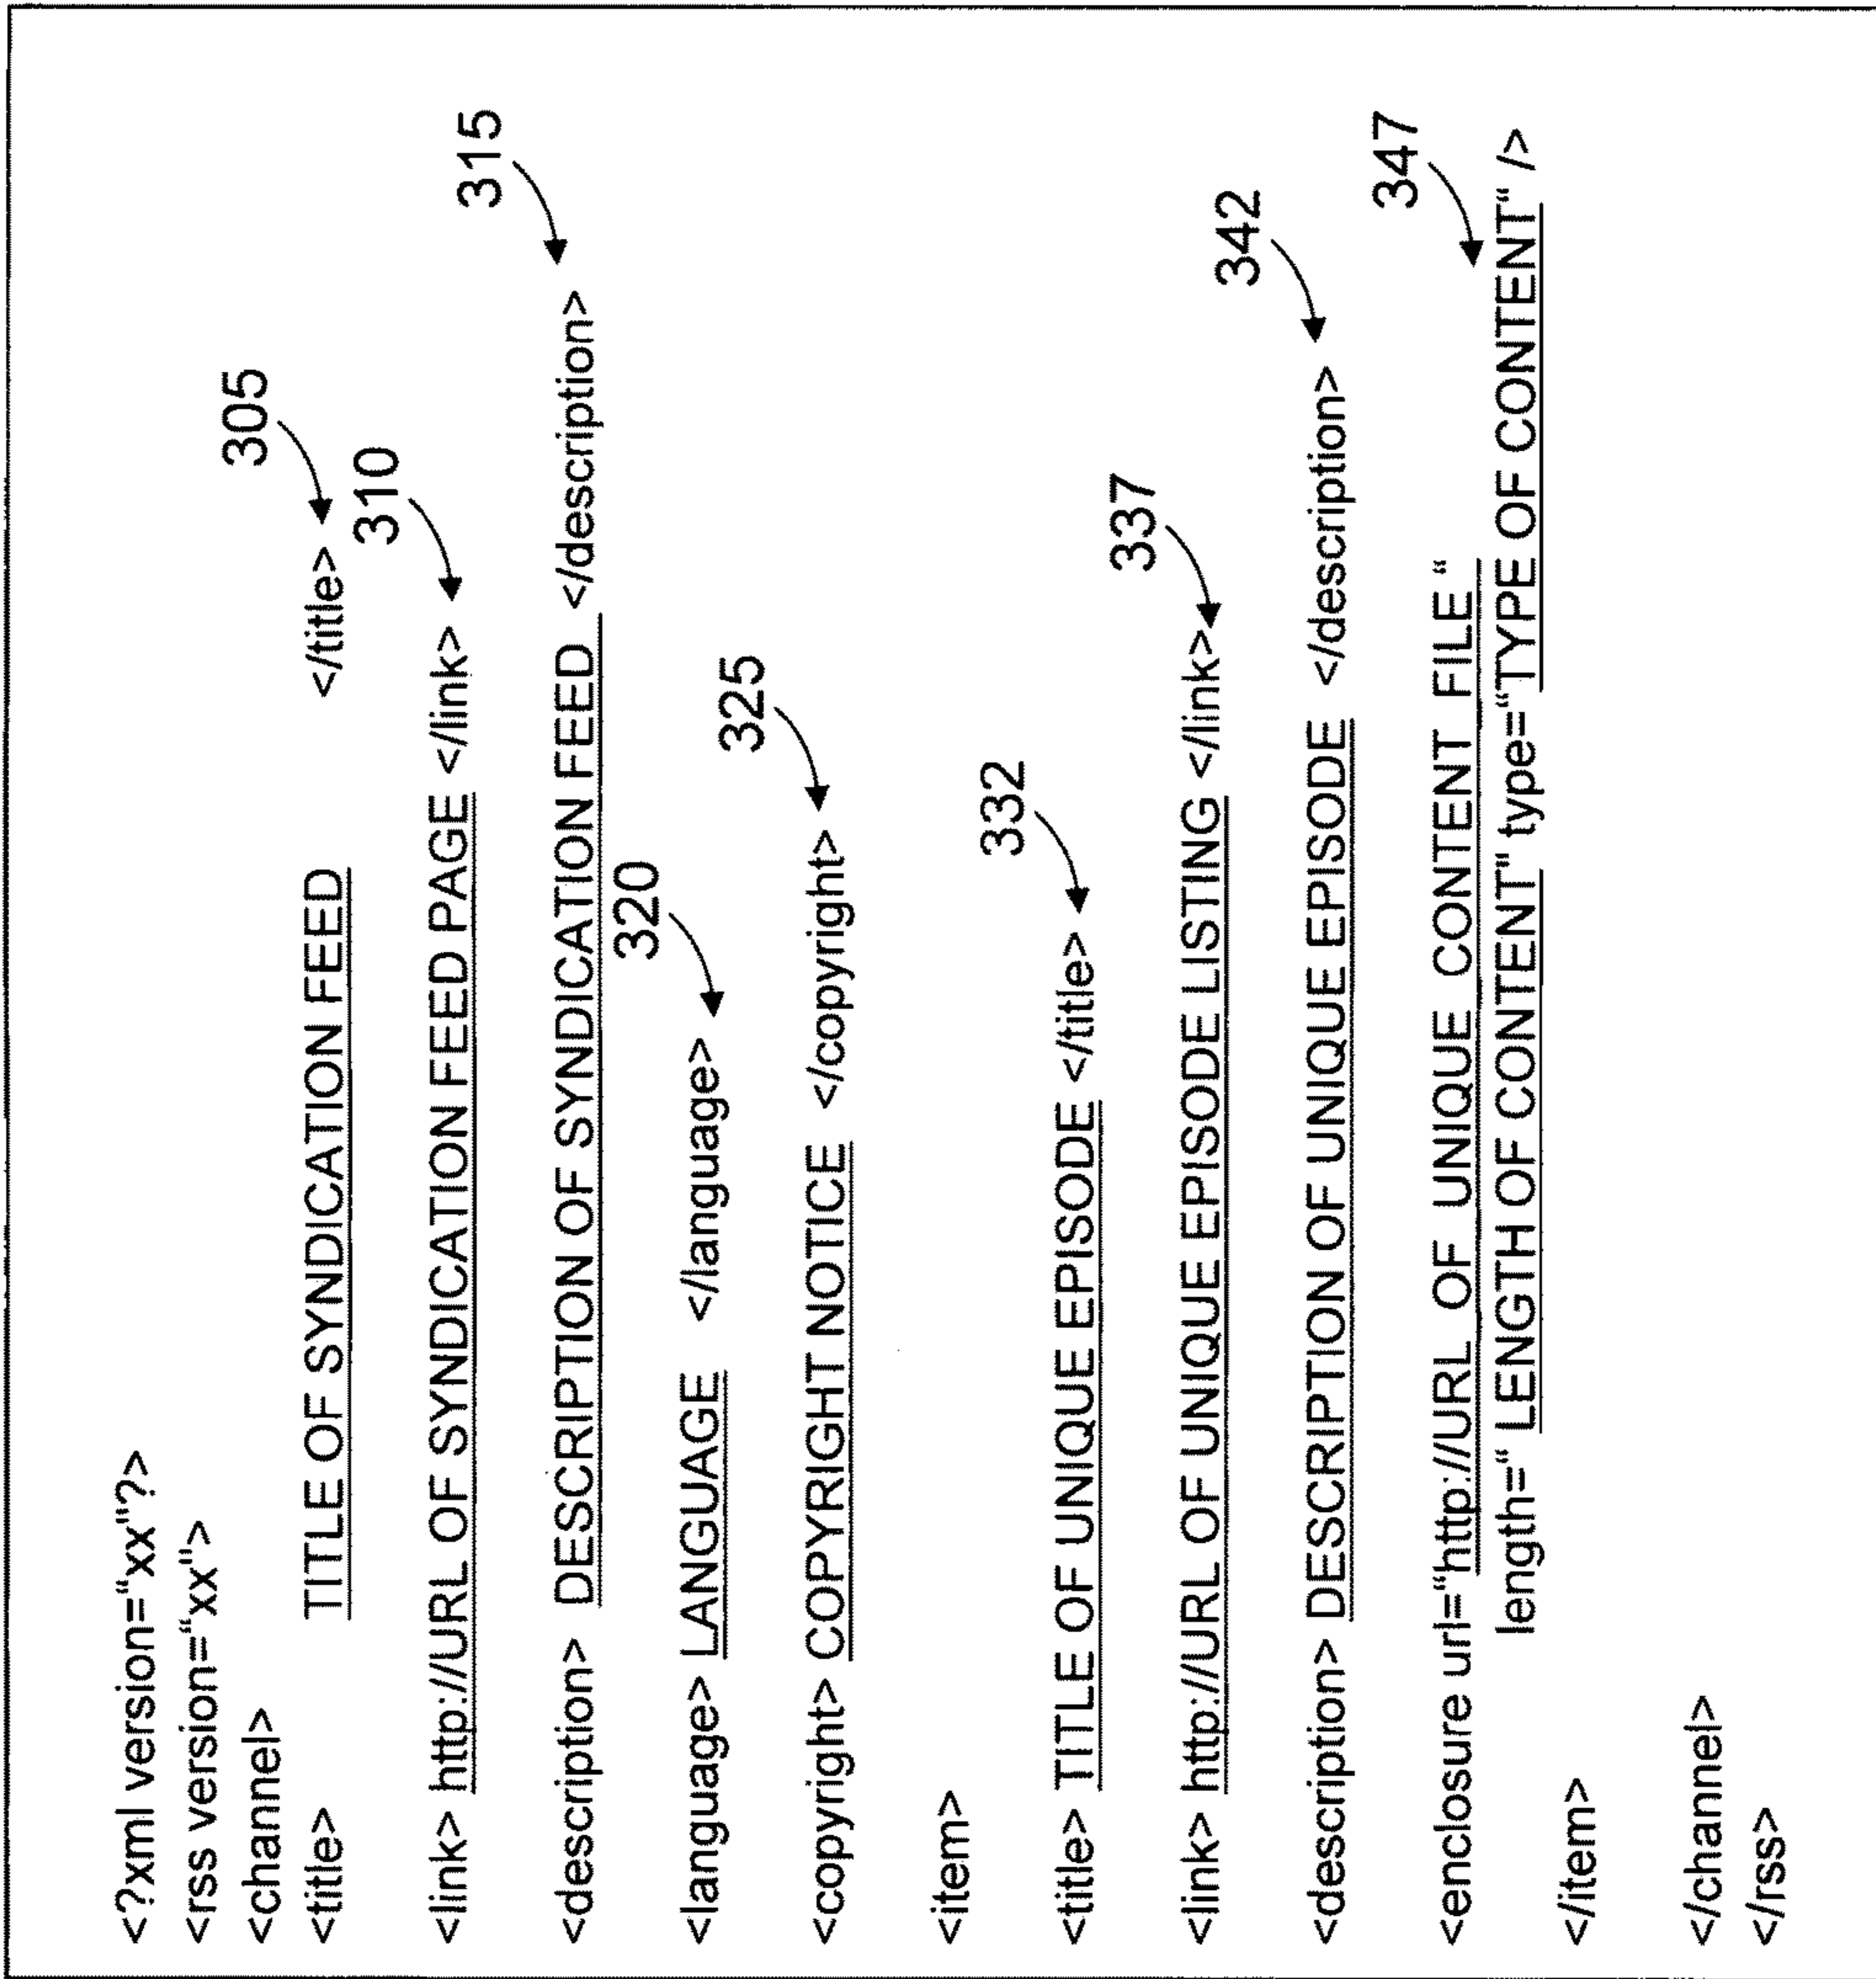 <?xml version="xx"?>
<rss version="xx">
<channel>
305
<title> TITLE OF SYNDICATION FEED </title>
310
<link> http://URL OF SYNDICATION FEED PAGE </link>
315
<description> DESCRIPTION OF SYNDICATION FEED </description>
320
<language> LANGUAGE </language>
325
<copyright> COPYRIGHT NOTICE </copyright>
<item>
332
<title> TITLE OF UNIQUE EPISODE </title>
337
<link> http://URL OF UNIQUE EPISODE LISTING </link>
342
<description> DESCRIPTION OF UNIQUE EPISODE </description>
347
<enclosure url=“http://URL OF UNIQUE CONTENT FILE “
length=“ LENGTH OF CONTENT" type=“TYPE OF CONTENT“ />
</item>
</channel>
</rss>